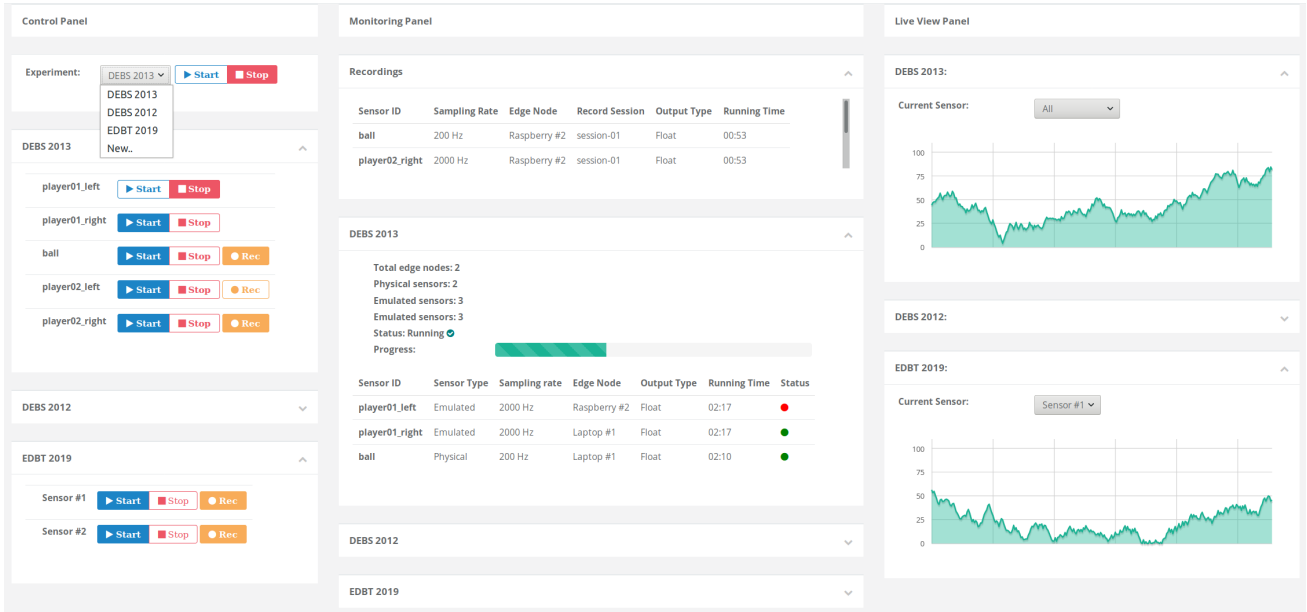 Control Panel
Experiment: DEBS 2013 Start Stop
DEBS 2013
DEBS 2012
EDBT 2019
New..
DEBS 2013
player01_left Start Stop
player01_right Start Stop
ball Start Stop Rec
player02_left Start Stop Rec
player02_right Start Stop Rec
DEBS 2012
EDBT 2019
Sensor #1 Start Stop Rec
Sensor #2 Start Stop Rec
Monitoring Panel
Recordings
Sensor ID Sampling Rate Edge Node Record Session Output Type Running Time
ball 200 Hz Raspberry #2 session-01 Float 00:53
player02_right 2000 Hz Raspberry #2 session-01 Float 00:53
DEBS 2013
Total edge nodes: 2
Physical sensors: 2
Emulated sensors: 3
Emulated sensors: 3
Status: Running
Progress:
Sensor ID Sensor Type Sampling rate Edge Node Output Type Running Time Status
player01_left Emulated 2000 Hz Raspberry #2 Float 02:17
player01_right Emulated 2000 Hz Laptop #1 Float 02:17
ball Physical 200 Hz Laptop #1 Float 02:10
DEBS 2012
EDBT 2019
Live View Panel
DEBS 2013:
Current Sensor: All
100
75
50
25
0
DEBS 2012:
EDBT 2019:
Current Sensor: Sensor #1
100
75
50
25
0